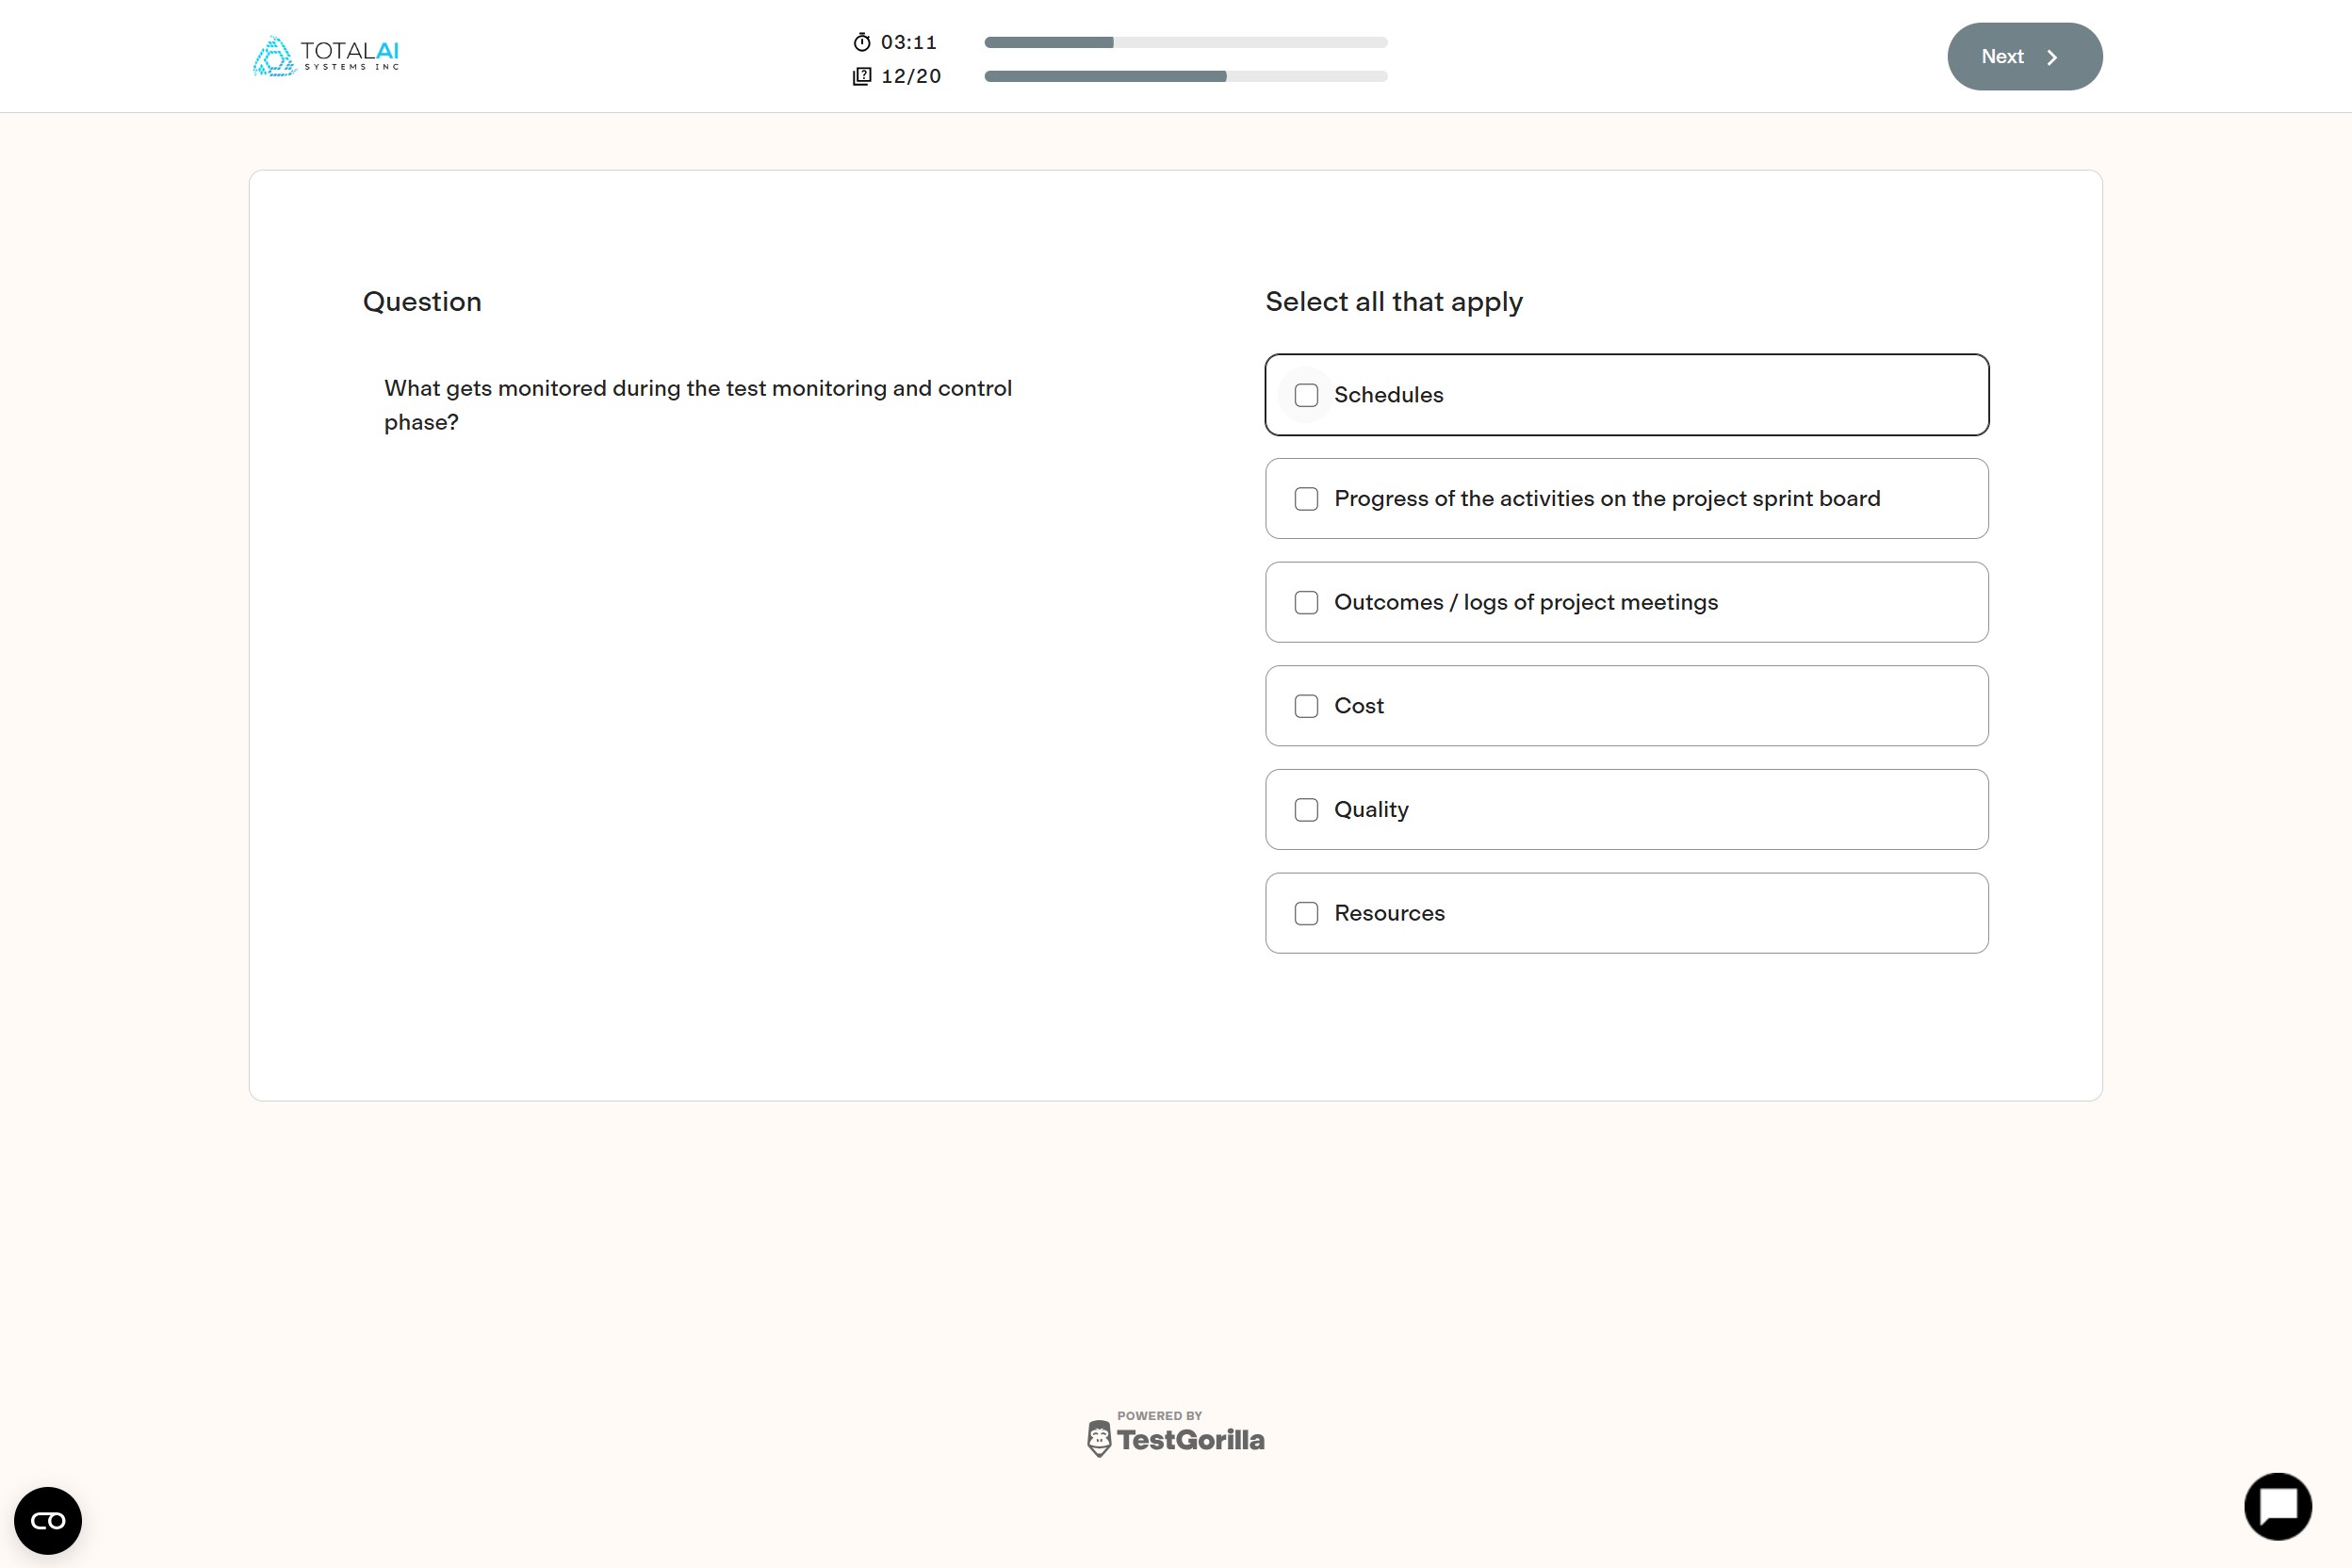 TOTALAI
SYSTEMS INC
03:11
12/20
Next
Question
What gets monitored during the test monitoring and control
phase?
Select all that apply
Schedules
Progress of the activities on the project sprint board
Outcomes / logs of project meetings
Cost
Quality
Resources
POWERED BY
TestGorilla